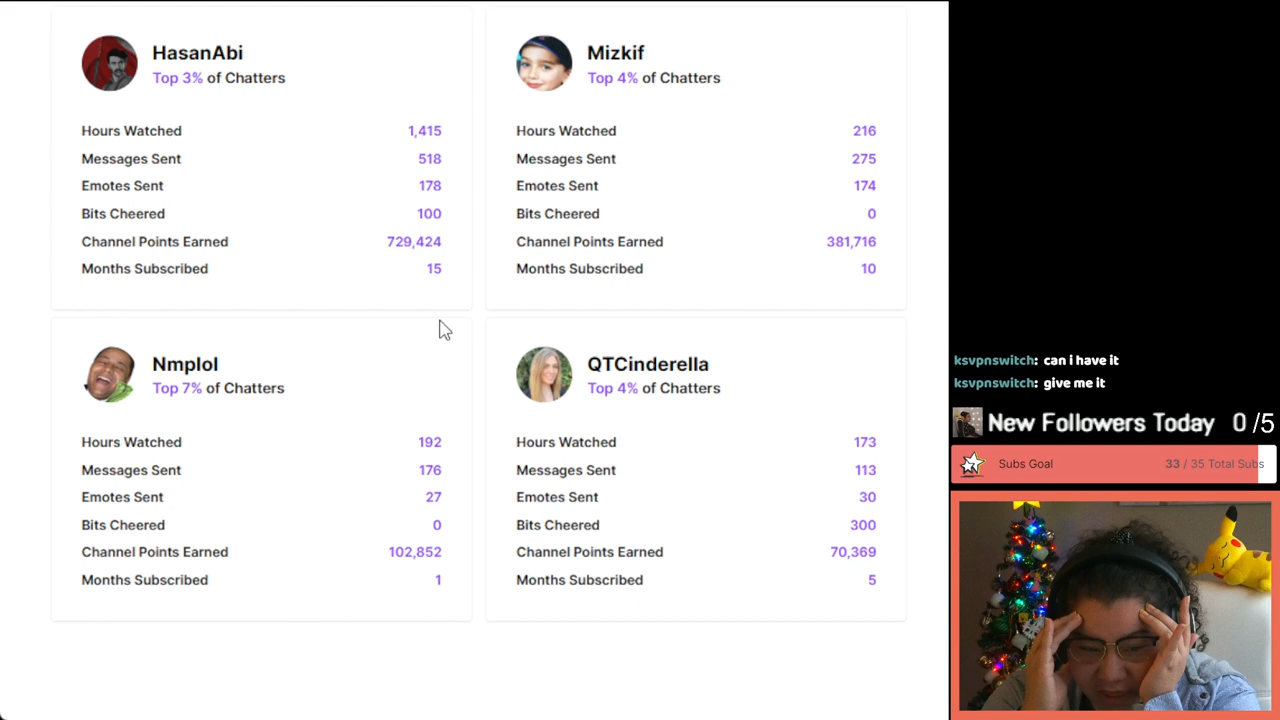 HasanAbi
Top 3% of Chatters
Hours Watched 1,415
Messages Sent 518
Emotes Sent 178
Bits Cheered 100
Channel Points Earned 729,424
Months Subscribed 15
Mizkif
Top 4% of Chatters
Hours Watched 216
Messages Sent 275
Emotes Sent 174
Bits Cheered 0
Channel Points Earned 381,716
Months Subscribed 10
Nmplol
Top 7% of Chatters
Hours Watched 192
Messages Sent 176
Emotes Sent 27
Bits Cheered 0
Channel Points Earned 102,852
Months Subscribed 1
QTCinderella
Top 4% of Chatters
Hours Watched 173
Messages Sent 113
Emotes Sent 30
Bits Cheered 300
Channel Points Earned 70,369
Months Subscribed 5
ksvpnswitch: can i have it
ksvpnswitch: give me it
New Followers Today 0 /5
Subs Goal 33 / 35 Total Subs